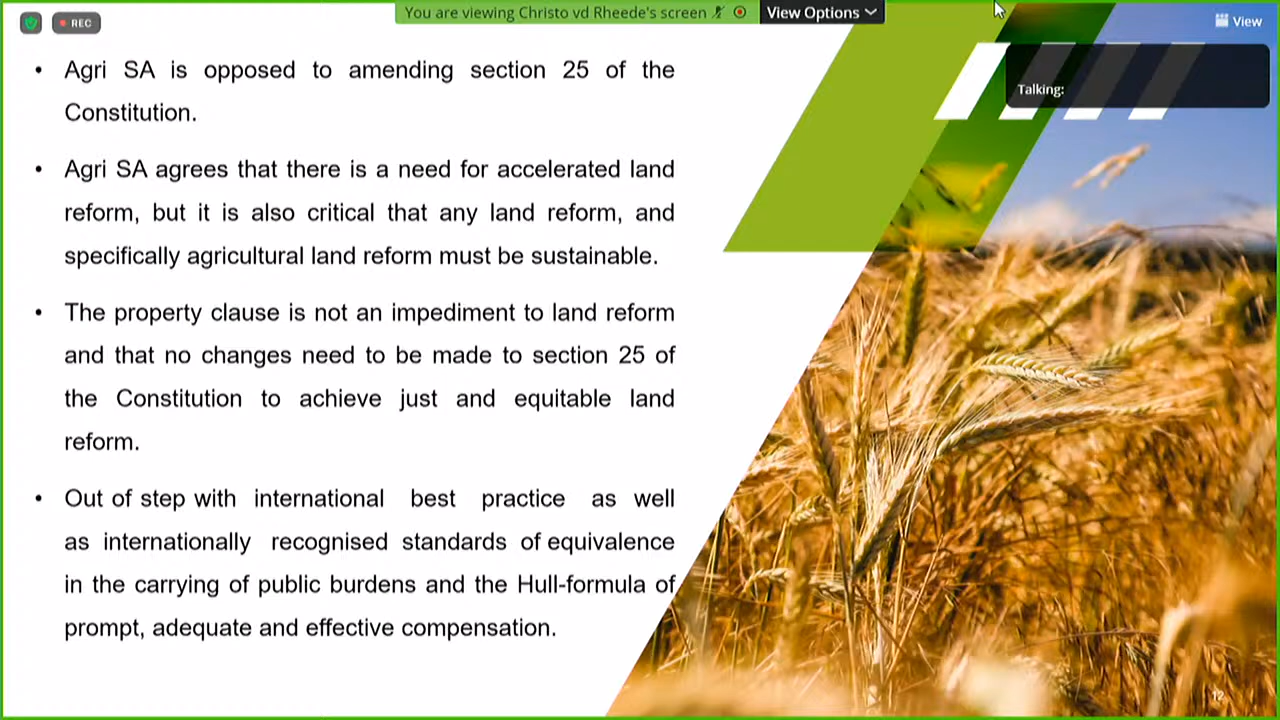 REC
You are viewing Christo vd Rheede's screen
View Options
View
Talking:
• Agri SA is opposed to amending section 25 of the
Constitution.
• Agri SA agrees that there is a need for accelerated land
reform, but it is also critical that any land reform, and
specifically agricultural land reform must be sustainable.
• The property clause is not an impediment to land reform
and that no changes need to be made to section 25 of
the Constitution to achieve just and equitable land
reform.
• Out of step with international best practice as well
as internationally recognised standards of equivalence
in the carrying of public burdens and the Hull-formula of
prompt, adequate and effective compensation.
12